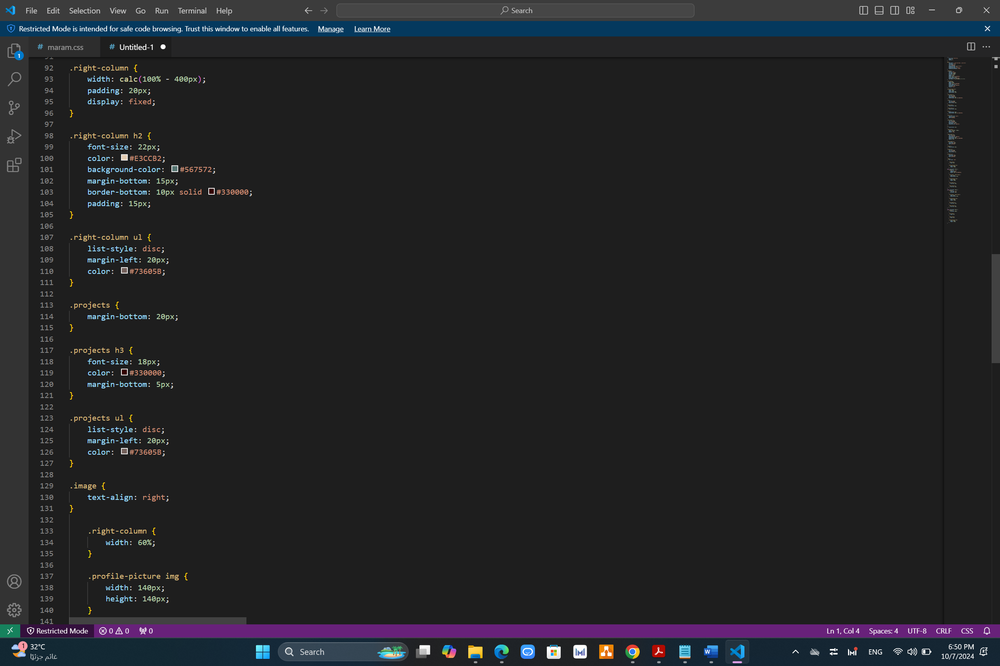 File Edit Selection View Go Run Terminal Help Search
Restricted Mode is intended for safe code browsing. Trust this window to enable all features. Manage Learn More
# maram.css # Untitled-1
1
91
92 .right-column {
93 width: calc(100% - 400px);
94 padding: 20px;
95 display: fixed;
96 }
97
98 .right-column h2 {
99 font-size: 22px;
100 color: #E3CCB2;
101 background-color: #567572;
102 margin-bottom: 15px;
103 border-bottom: 10px solid #330000;
104 padding: 15px;
105 }
106
107 .right-column ul {
108 list-style: disc;
109 margin-left: 20px;
110 color: #73605B;
111 }
112
113 .projects {
114 margin-bottom: 20px;
115 }
116
117 .projects h3 {
118 font-size: 18px;
119 color: #330000;
120 margin-bottom: 5px;
121 }
122
123 .projects ul {
124 list-style: disc;
125 margin-left: 20px;
126 color: #73605B;
127 }
128
129 .image {
130 text-align: right;
131 }
132
133 .right-column {
134 width: 60%;
135 }
136
137 .profile-picture img {
138 width: 140px;
139 height: 140px;
140 }
141
Restricted Mode 0 0 0 Ln 1, Col 4 Spaces: 4 UTF-8 CRLF CSS
1 32°C
غائم جزئيًا
Search
ENG
6:50 PM
10/7/2024